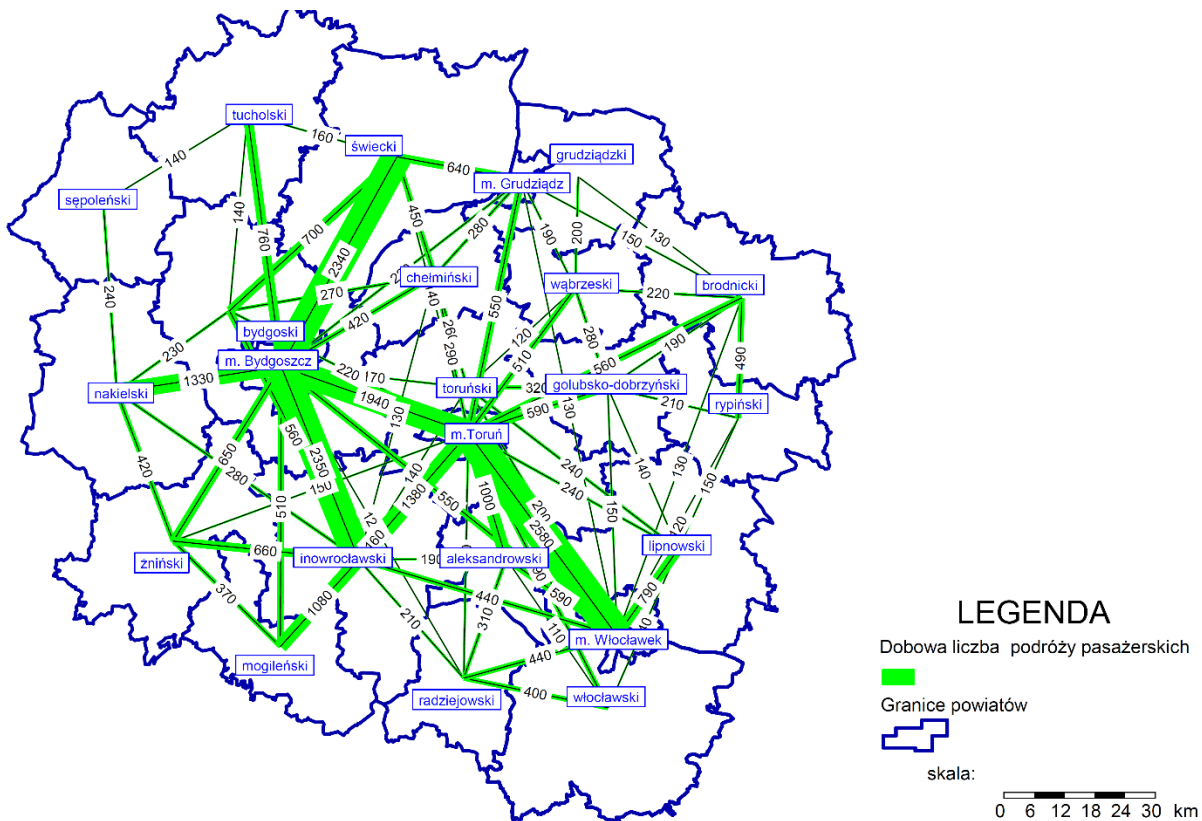 tucholski
160
świecki
640
grudziądzki
140
m. Grudziądz
sępoleński
140
700
450
280
190
200
150
130
760
2340
chełmiński
wąbrzeski
brodnicki
240
270
550
220
bydgoski
420
280
190
490
230
290
120
510
560
m. Bydgoszcz
220
170
toruński
320
golubsko-dobrzyński
nakielski
1330
1940
590
210
rypiński
130
130
m.Toruń
420
650
560
2350
240
140
130
150
280
150
140
1380
550
1000
240
150
510
200
2580
120
żniński
660
inowrocławski
160
190
aleksandrowski
lipnowski
370
1080
210
310
440
590
790
110
m. Włocławek
mogileński
440
radziejowski
400
włocławski
LEGENDA
Dobowa liczba podróży pasażerskich
Granice powiatów
skala:
0 6 12 18 24 30 km